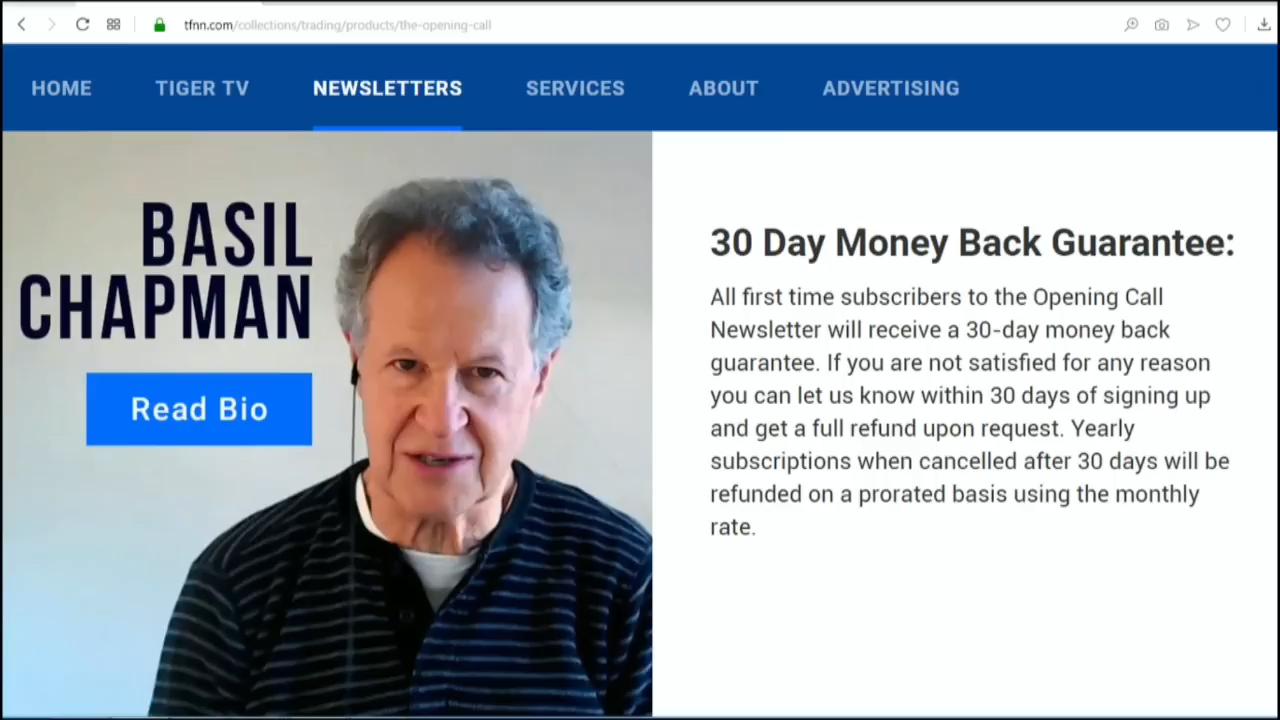 tfnn.com/collections/trading/products/the-opening-call
HOME TIGER TV NEWSLETTERS SERVICES ABOUT ADVERTISING
BASIL
CHAPMAN
Read Bio
30 Day Money Back Guarantee:
All first time subscribers to the Opening Call
Newsletter will receive a 30-day money back
guarantee. If you are not satisfied for any reason
you can let us know within 30 days of signing up
and get a full refund upon request. Yearly
subscriptions when cancelled after 30 days will be
refunded on a prorated basis using the monthly
rate.